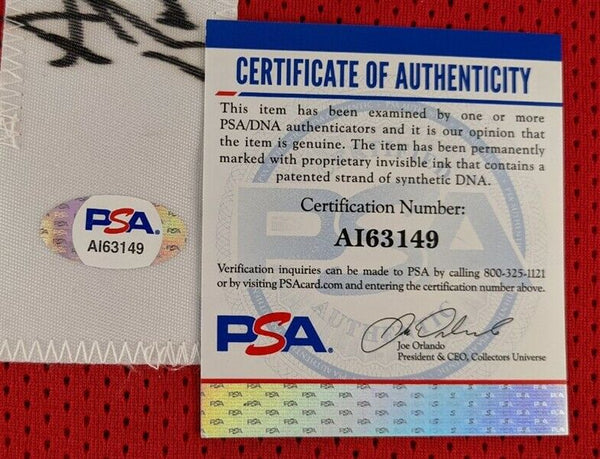 CERTIFICATE OF AUTHENTICITY
This item has been examined by one or more
PSA/DNA authenticators and it is our opinion that
the item is genuine. The item has been permanently
marked with proprietary invisible ink that contains a
patented strand of synthetic DNA.
Certification Number:
AI63149
Verification inquiries can be made to PSA by calling 800-325-1121
or by visiting PSAcard.com and entering the certification number above.
PSA.
Joe Orlando
President & CEO, Collectors Universe
PSA.
AI63149